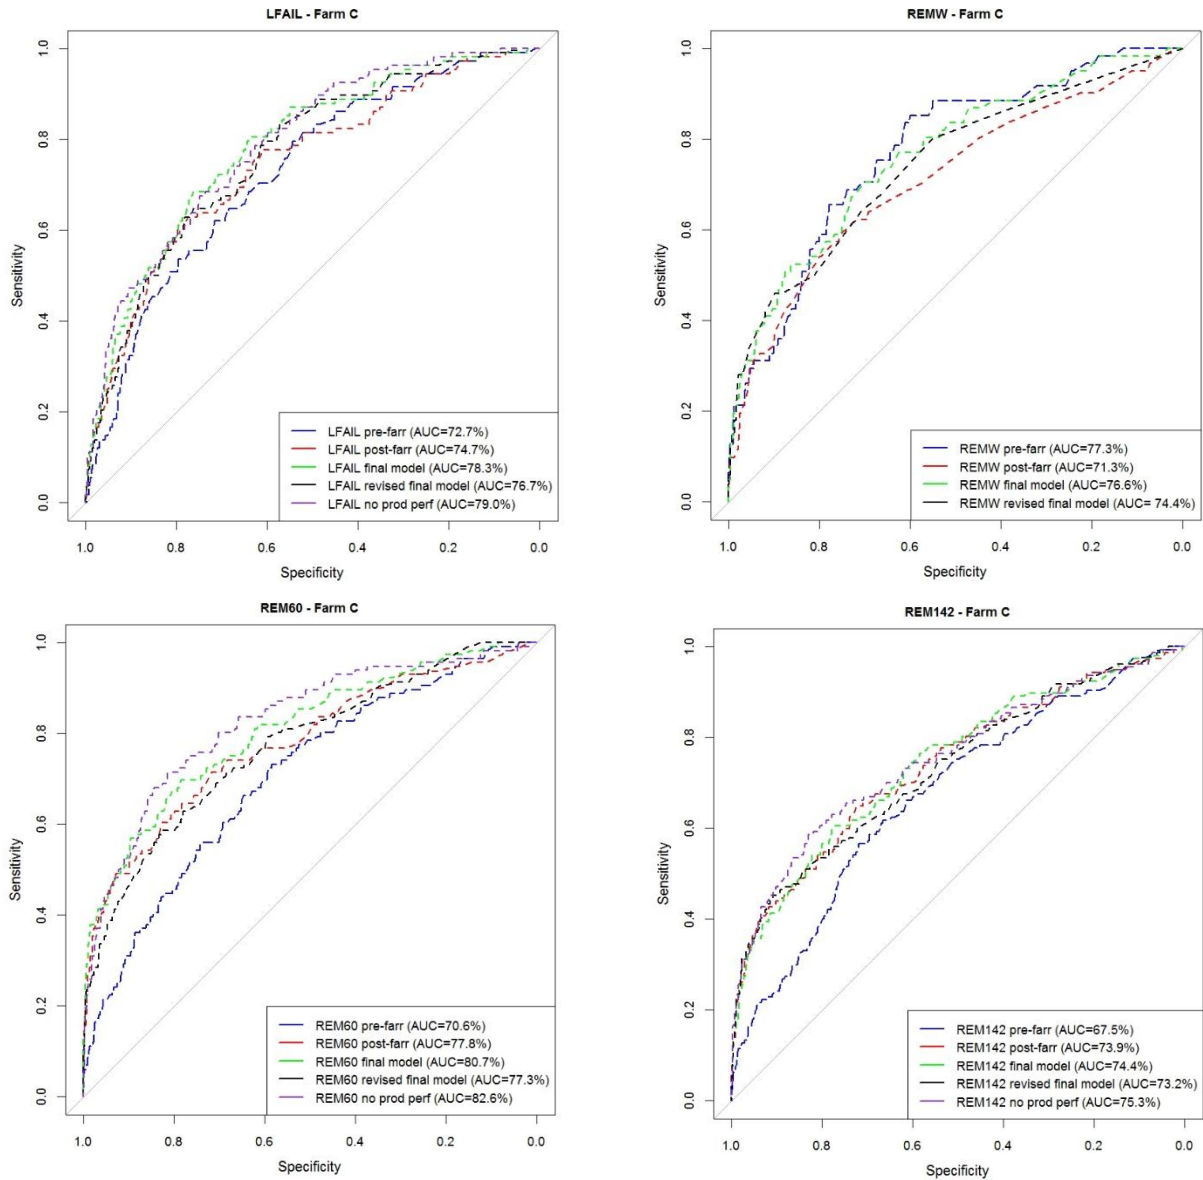 LFAIL - Farm C
Sensitivity
1.0
0.8
0.6
0.4
0.2
0.0
LFAIL pre-farr (AUC=72.7%)
LFAIL post-farr (AUC=74.7%)
LFAIL final model (AUC=78.3%)
LFAIL revised final model (AUC=76.7%)
LFAIL no prod perf (AUC=79.0%)
1.0 0.8 0.6 0.4 0.2 0.0
Specificity
REMW - Farm C
Sensitivity
1.0
0.8
0.6
0.4
0.2
0.0
REMW pre-farr (AUC=77.3%)
REMW post-farr (AUC=71.3%)
REMW final model (AUC=76.6%)
REMW revised final model (AUC= 74.4%)
1.0 0.8 0.6 0.4 0.2 0.0
Specificity
REM60 - Farm C
Sensitivity
1.0
0.8
0.6
0.4
0.2
0.0
REM60 pre-farr (AUC=70.6%)
REM60 post-farr (AUC=77.8%)
REM60 final model (AUC=80.7%)
REM60 revised final model (AUC=77.3%)
REM60 no prod perf (AUC=82.6%)
1.0 0.8 0.6 0.4 0.2 0.0
Specificity
REM142 - Farm C
Sensitivity
1.0
0.8
0.6
0.4
0.2
0.0
REM142 pre-farr (AUC=67.5%)
REM142 post-farr (AUC=73.9%)
REM142 final model (AUC=74.4%)
REM142 revised final model (AUC=73.2%)
REM142 no prod perf (AUC=75.3%)
1.0 0.8 0.6 0.4 0.2 0.0
Specificity